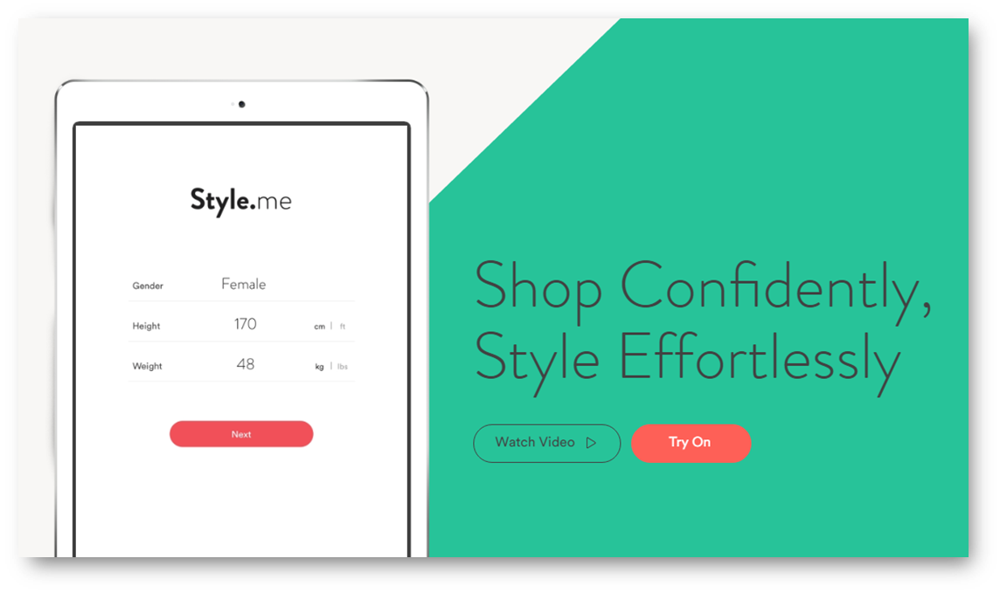 Style.me
Gender Female
Height 170 cm | ft
Weight 48 kg | lbs
Next
Shop Confidently,
Style Effortlessly
Watch Video
Try On